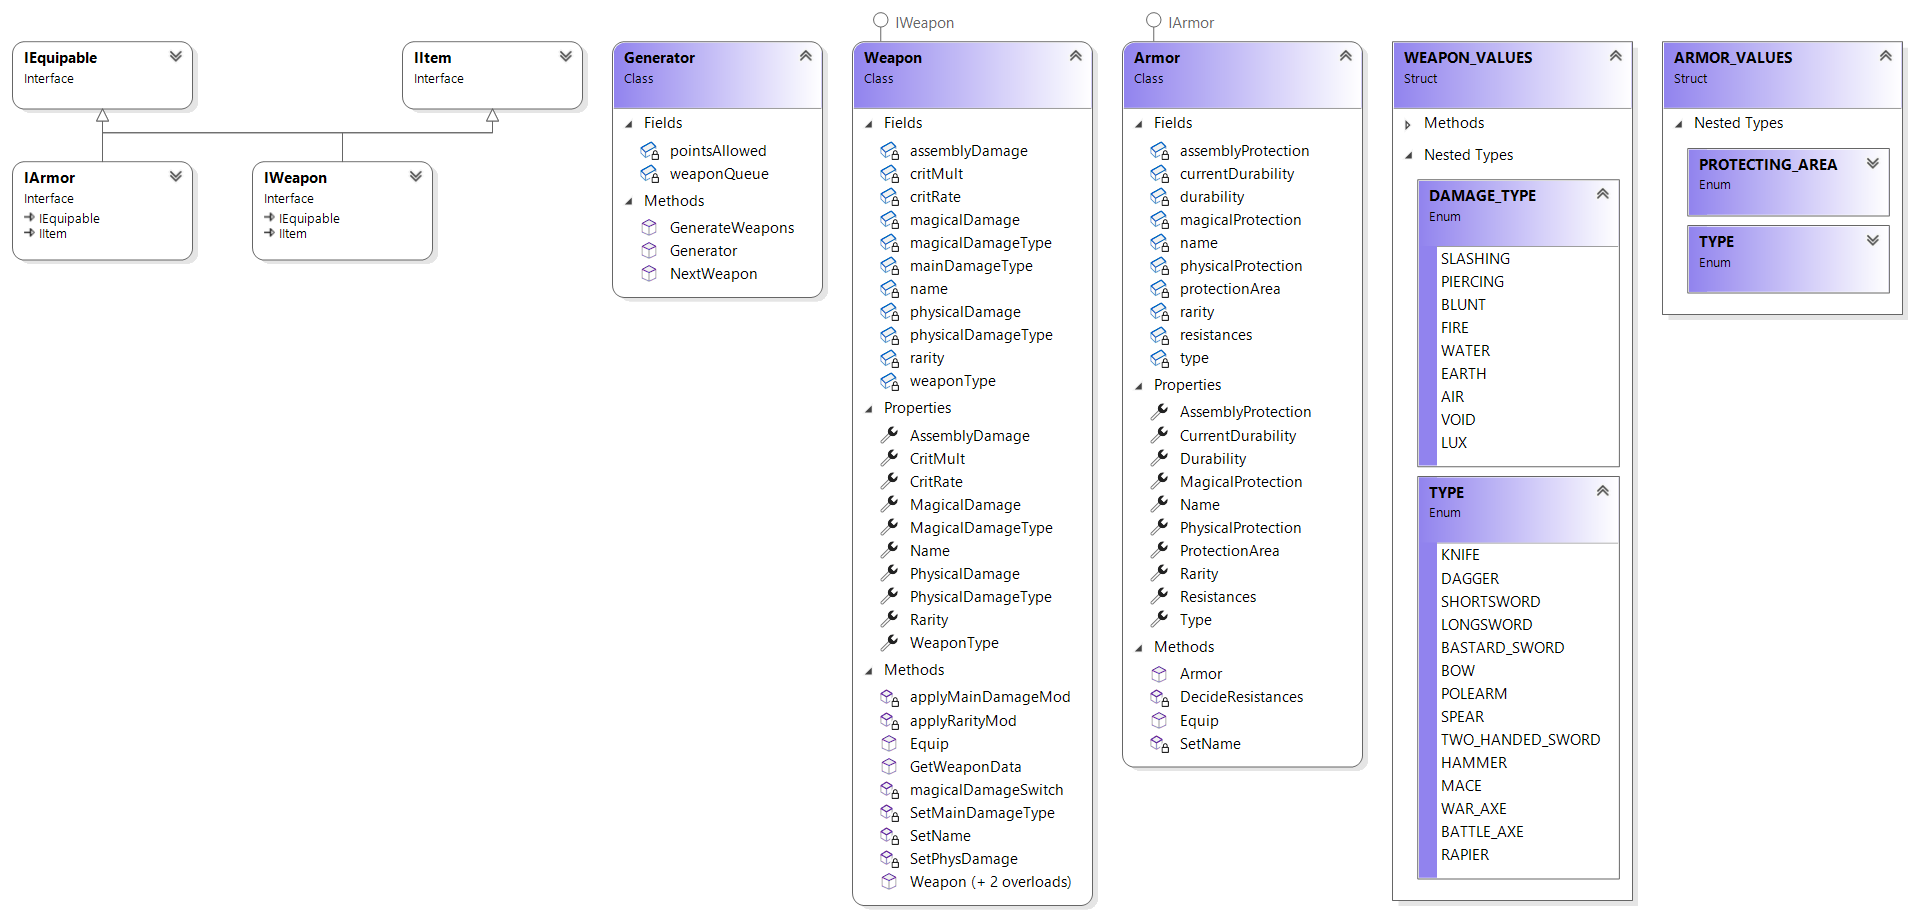 IEquipable
Interface
IItem
Interface
IArmor
Interface
IEquipable
IItem
IWeapon
Interface
IEquipable
IItem
Generator
Class
Fields
pointsAllowed
weaponQueue
Methods
GenerateWeapons
Generator
NextWeapon
IWeapon
Weapon
Class
Fields
assemblyDamage
critMult
critRate
magicalDamage
magicalDamageType
mainDamageType
name
physicalDamage
physicalDamageType
rarity
weaponType
Properties
AssemblyDamage
CritMult
CritRate
MagicalDamage
MagicalDamageType
Name
PhysicalDamage
PhysicalDamageType
Rarity
WeaponType
Methods
applyMainDamageMod
applyRarityMod
Equip
GetWeaponData
magicalDamageSwitch
SetMainDamageType
SetName
SetPhysDamage
Weapon (+ 2 overloads)
IArmor
Armor
Class
Fields
assemblyProtection
currentDurability
durability
magicalProtection
name
physicalProtection
protectionArea
rarity
resistances
type
Properties
AssemblyProtection
CurrentDurability
Durability
MagicalProtection
Name
PhysicalProtection
ProtectionArea
Rarity
Resistances
Type
Methods
Armor
DecideResistances
Equip
SetName
WEAPON_VALUES
Struct
Methods
Nested Types
DAMAGE_TYPE
Enum
SLASHING
PIERCING
BLUNT
FIRE
WATER
EARTH
AIR
VOID
LUX
TYPE
Enum
KNIFE
DAGGER
SHORTSWORD
LONGSWORD
BASTARD_SWORD
BOW
POLEARM
SPEAR
TWO_HANDED_SWORD
HAMMER
MACE
WAR_AXE
BATTLE_AXE
RAPIER
ARMOR_VALUES
Struct
Nested Types
PROTECTING_AREA
Enum
TYPE
Enum